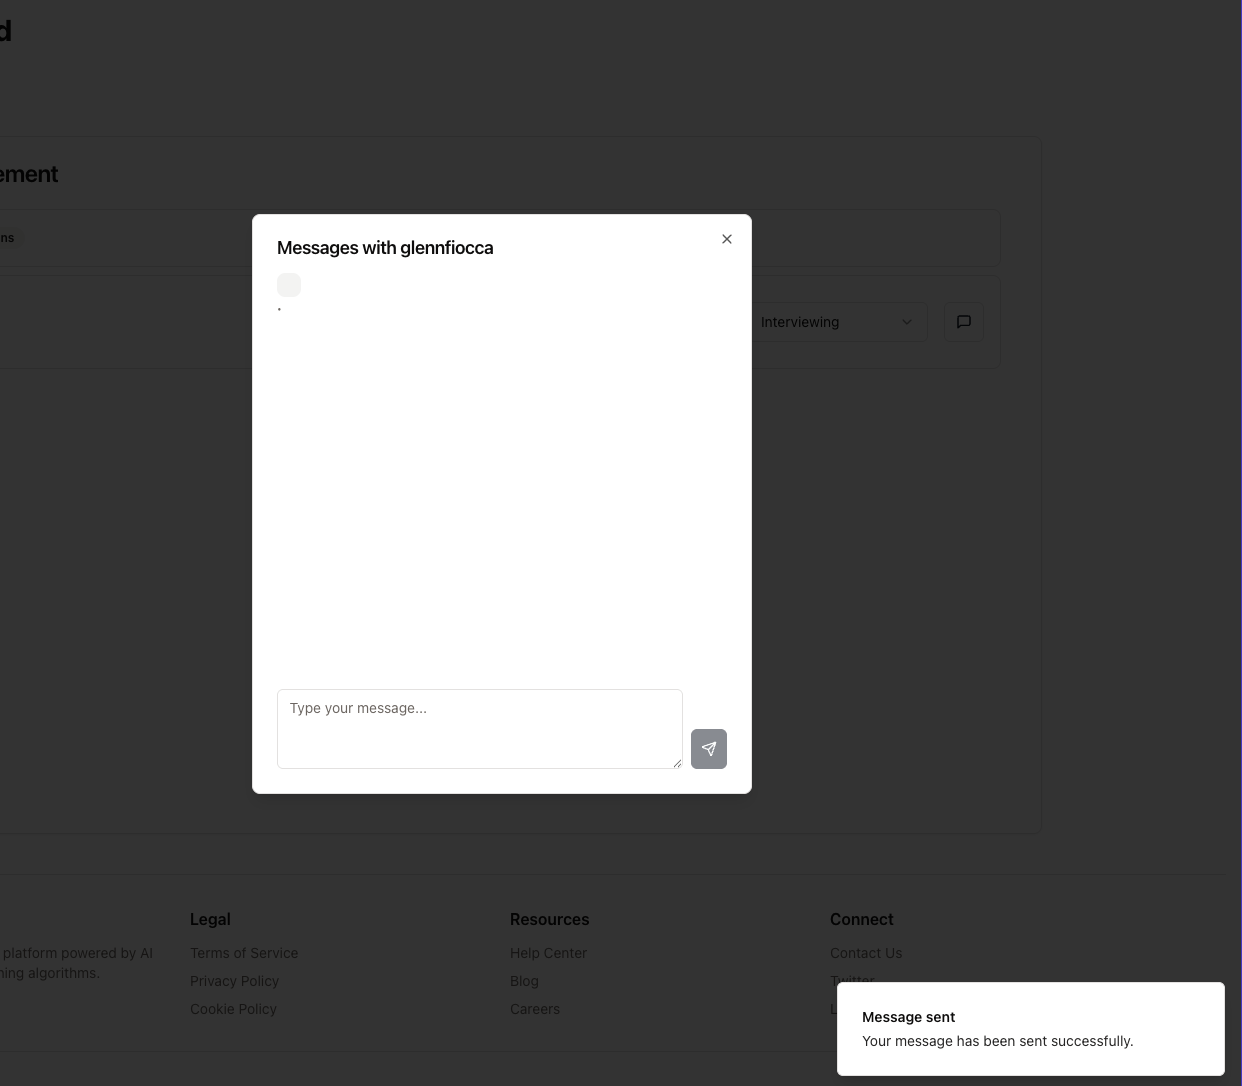 d
ement
ns
Messages with glennfiocca
·
Interviewing
Type your message...
Legal
Resources
Connect
platform powered by AI
Terms of Service
Help Center
Contact Us
ning algorithms.
Privacy Policy
Blog
Twitter
Cookie Policy
Careers
L
Message sent
Your message has been sent successfully.